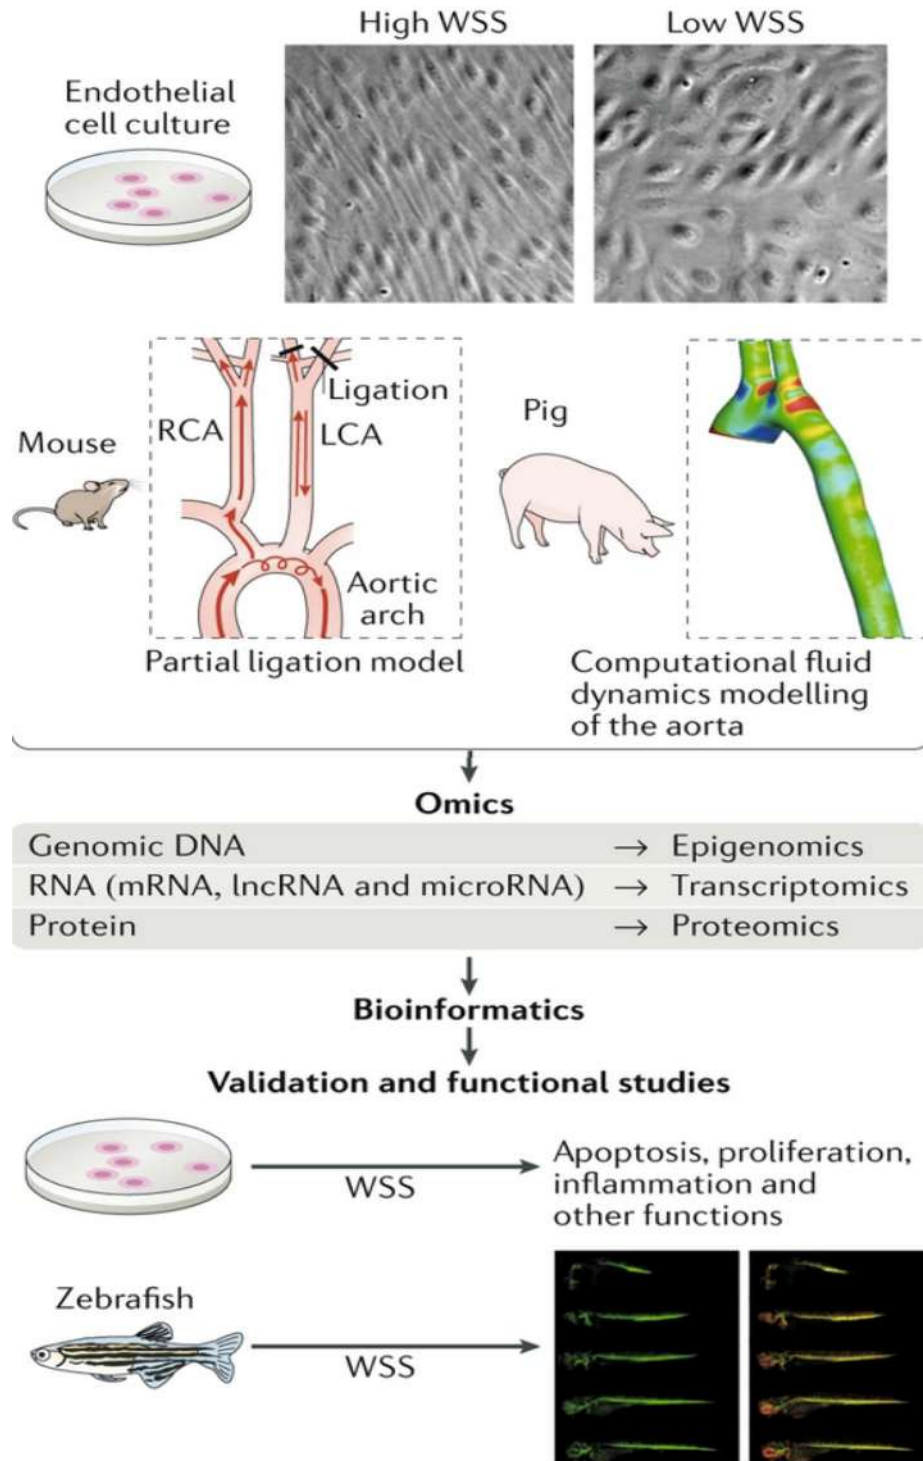 High WSS
Low WSS
Endothelial
cell culture
Mouse
RCA
LCA
Ligation
Aortic
arch
Partial ligation model
Pig
Computational fluid
dynamics modelling
of the aorta
Omics
Genomic DNA → Epigenomics
RNA (mRNA, lncRNA and microRNA) → Transcriptomics
Protein → Proteomics
Bioinformatics
Validation and functional studies
WSS
Apoptosis, proliferation,
inflammation and
other functions
Zebrafish
WSS